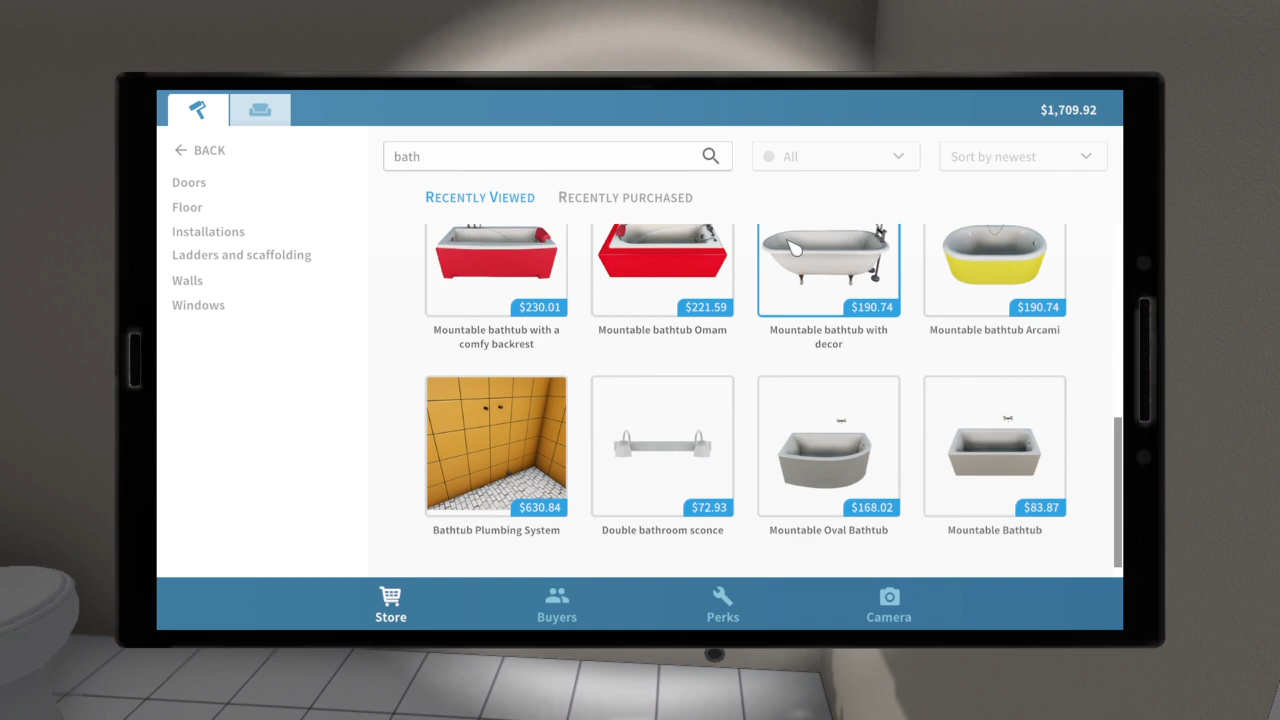 $1,709.92
BACK
Doors
Floor
Installations
Ladders and scaffolding
Walls
Windows
bath
All
Sort by newest
RECENTLY VIEWED
RECENTLY PURCHASED
$230.01
$221.59
$190.74
$190.74
Mountable bathtub with a
comfy backrest
Mountable bathtub Omam
Mountable bathtub with
decor
Mountable bathtub Arcami
$630.84
$72.93
$168.02
$83.87
Bathtub Plumbing System
Double bathroom sconce
Mountable Oval Bathtub
Mountable Bathtub
Store
Buyers
Perks
Camera